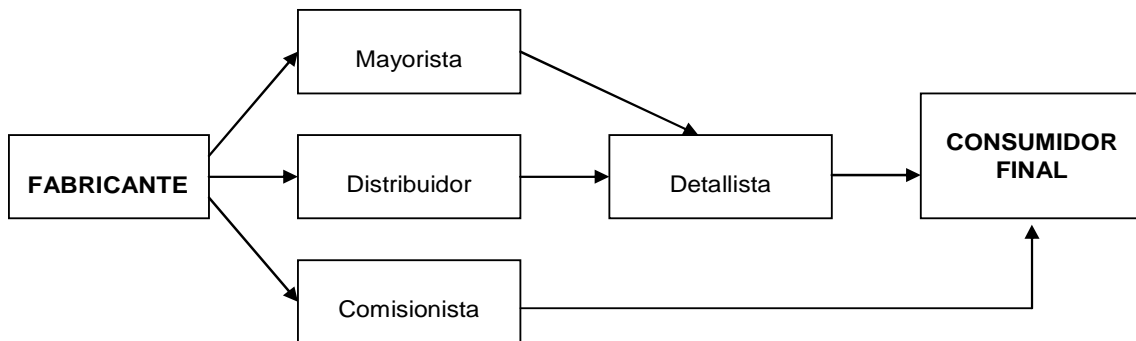 Mayorista
FABRICANTE
Distribuidor
Detallista
CONSUMIDOR
FINAL
Comisionista